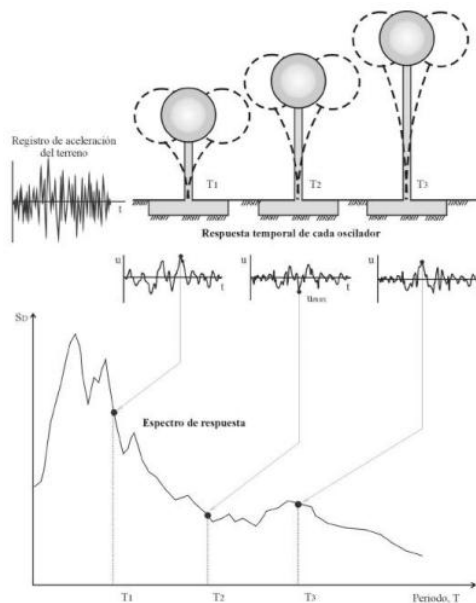 Registro de aceleración
del terreno
t
T1
T2
T3
Respuesta temporal de cada oscilador
u
t
u
t
umax
u
t
SD
Espectro de respuesta
T1
T2
T3
Periodo, T